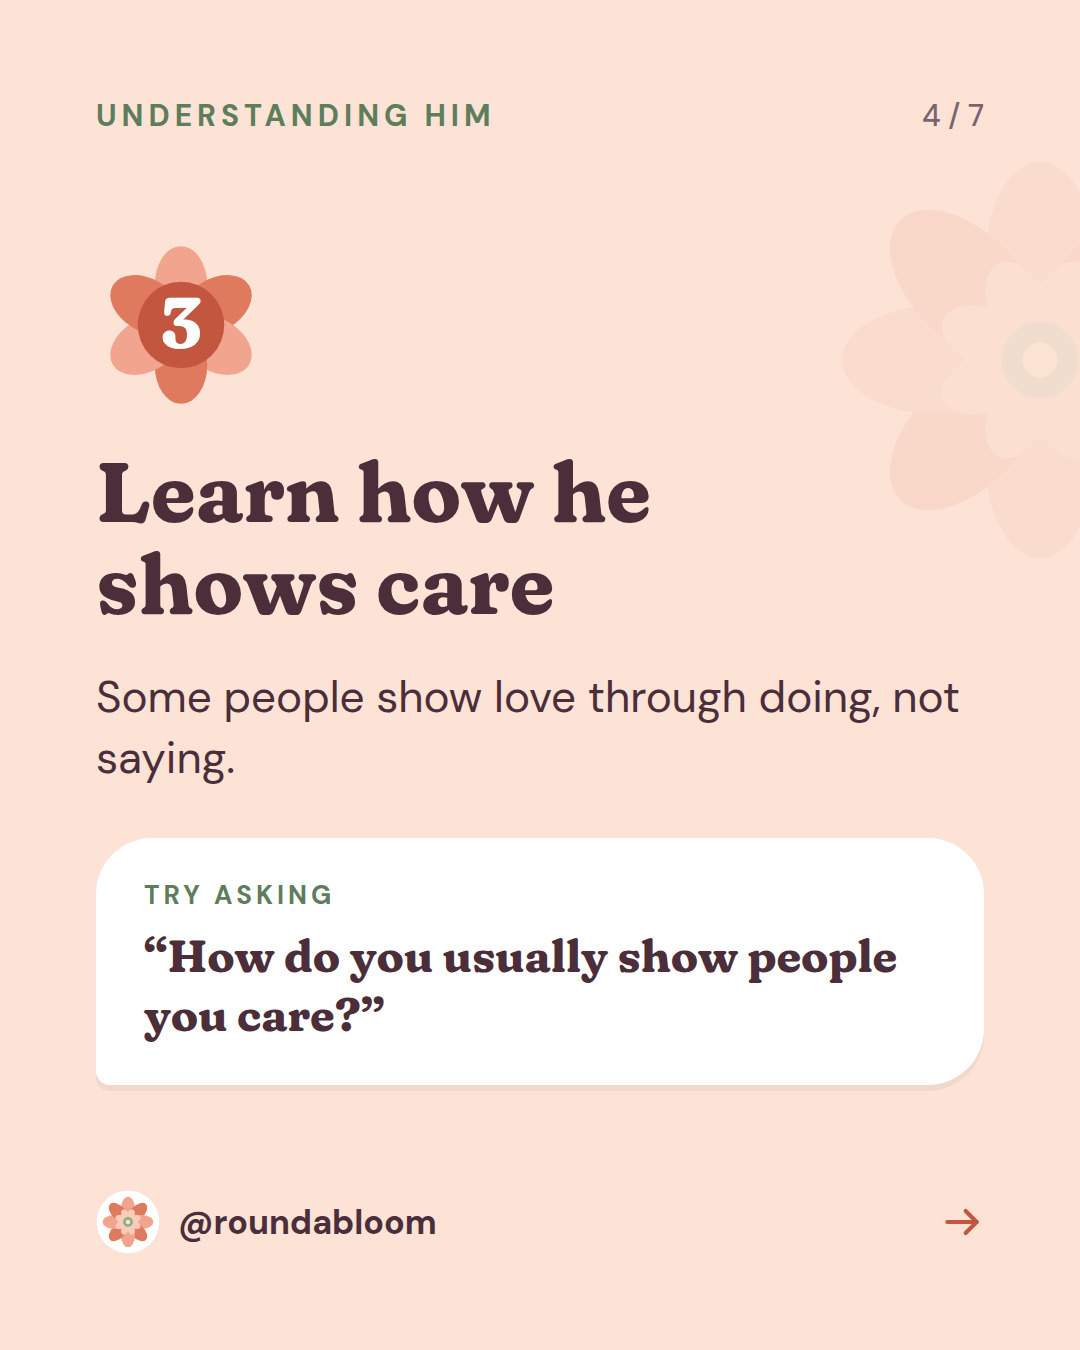 UNDERSTANDING HIM
4 / 7
3
Learn how he
shows care
Some people show love through doing, not
saying.
TRY ASKING
“How do you usually show people
you care?”
@roundabloom